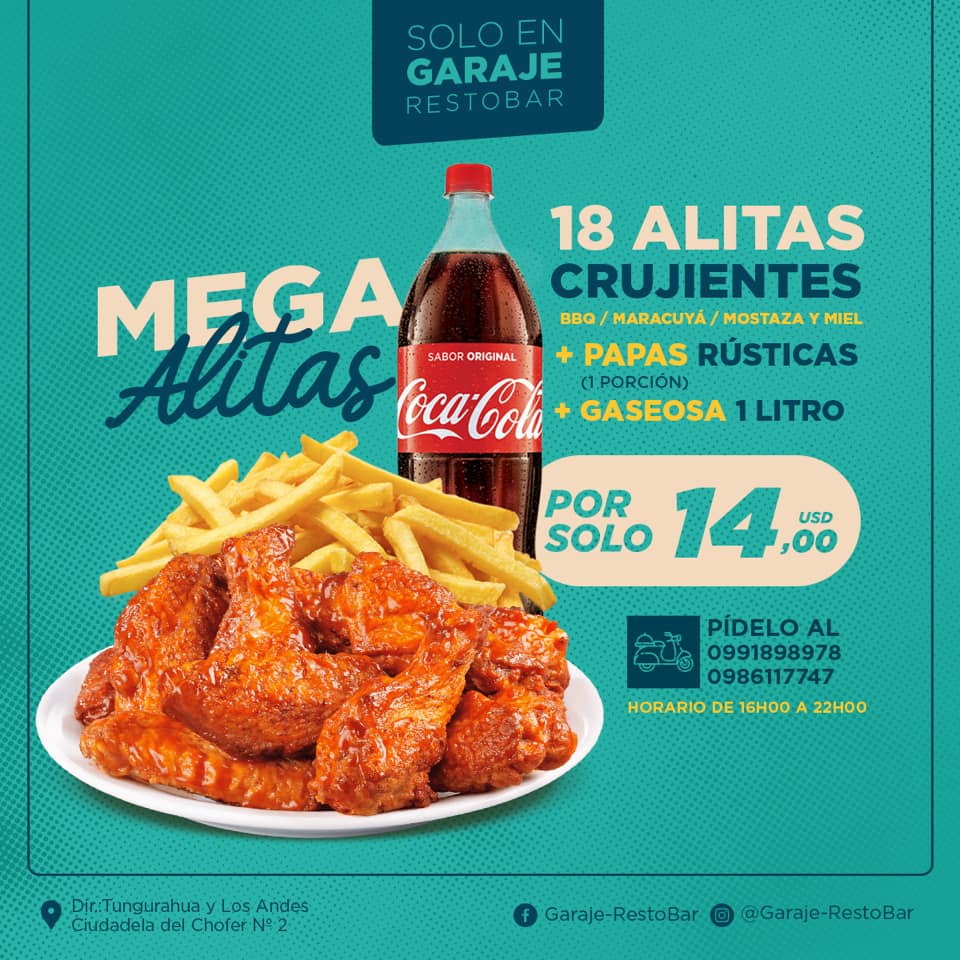 SOLO EN
GARAJE
RESTOBAR
MEGA
Alitas
SABOR ORIGINAL
Coca-Cola
18 ALITAS
CRUJIENTES
BBQ / MARACUYÁ / MOSTAZA Y MIEL
+ PAPAS RÚSTICAS
(1 PORCIÓN)
+ GASEOSA 1 LITRO
POR
SOLO
14,00
USD
PÍDELO AL
0991898978
0986117747
HORARIO DE 16H00 A 22H00
Dir.:Tungurahua y Los Andes
Ciudadela del Chofer Nº 2
Garaje-RestoBar
@Garaje-RestoBar